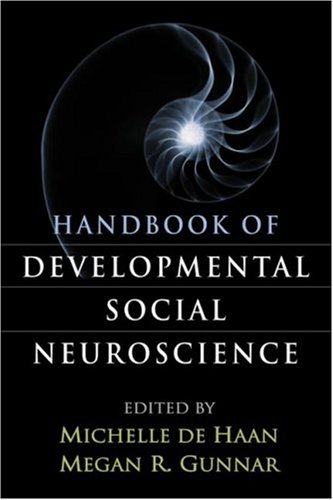 HANDBOOK OF
DEVELOPMENTAL
SOCIAL
NEUROSCIENCE
EDITED BY
MICHELLE DE HAAN
MEGAN R. GUNNAR